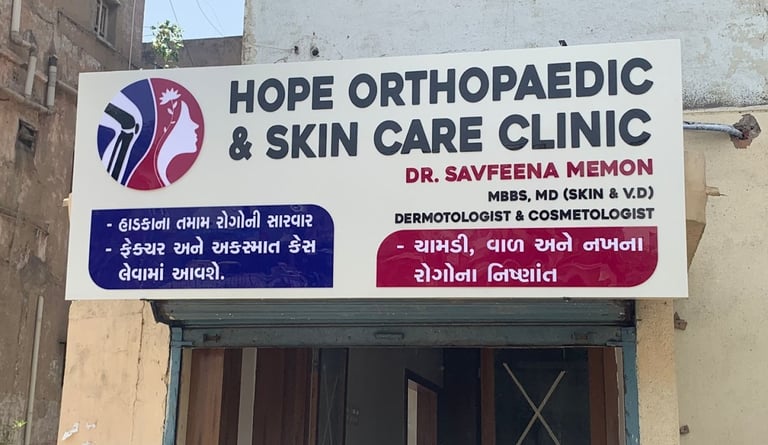 HOPE ORTHOPAEDIC
& SKIN CARE CLINIC
DR. SAVFEENA MEMON
MBBS, MD (SKIN & V.D)
DERMOTOLOGIST & COSMETOLOGIST
- હાડકાના તમામ રોગોની સારવાર
- ફેક્ચર અને અકસ્માત કેસ
લેવામાં આવશે.
- ચામડી, વાળ અને નખના
રોગોના નિષ્ણાંત